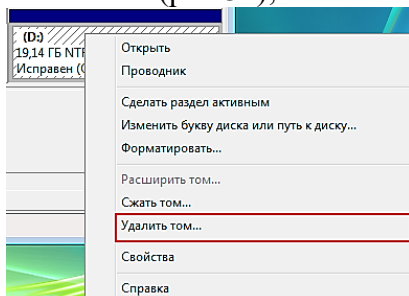 (D:)
19,14 ГБ NTF
Исправен (
Открыть
Проводник
Сделать раздел активным
Изменить букву диска или путь к диску...
Форматировать...
Расширить том...
Сжать том...
Удалить том...
Свойства
Справка